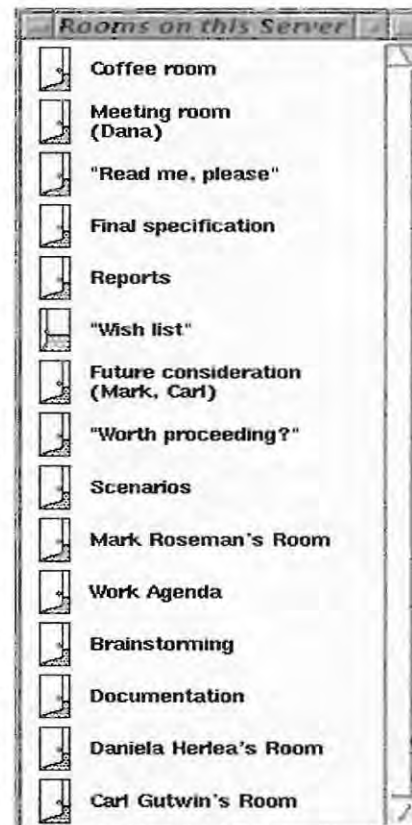 Rooms on this Server
Coffee room
Meeting room
(Dana)
"Read me, please"
Final specification
Reports
"Wish list"
Future consideration
(Mark, Carl)
"Worth proceeding?"
Scenarios
Mark Roseman's Room
Work Agenda
Brainstorming
Documentation
Daniela Herlea's Room
Carl Gutwin's Room